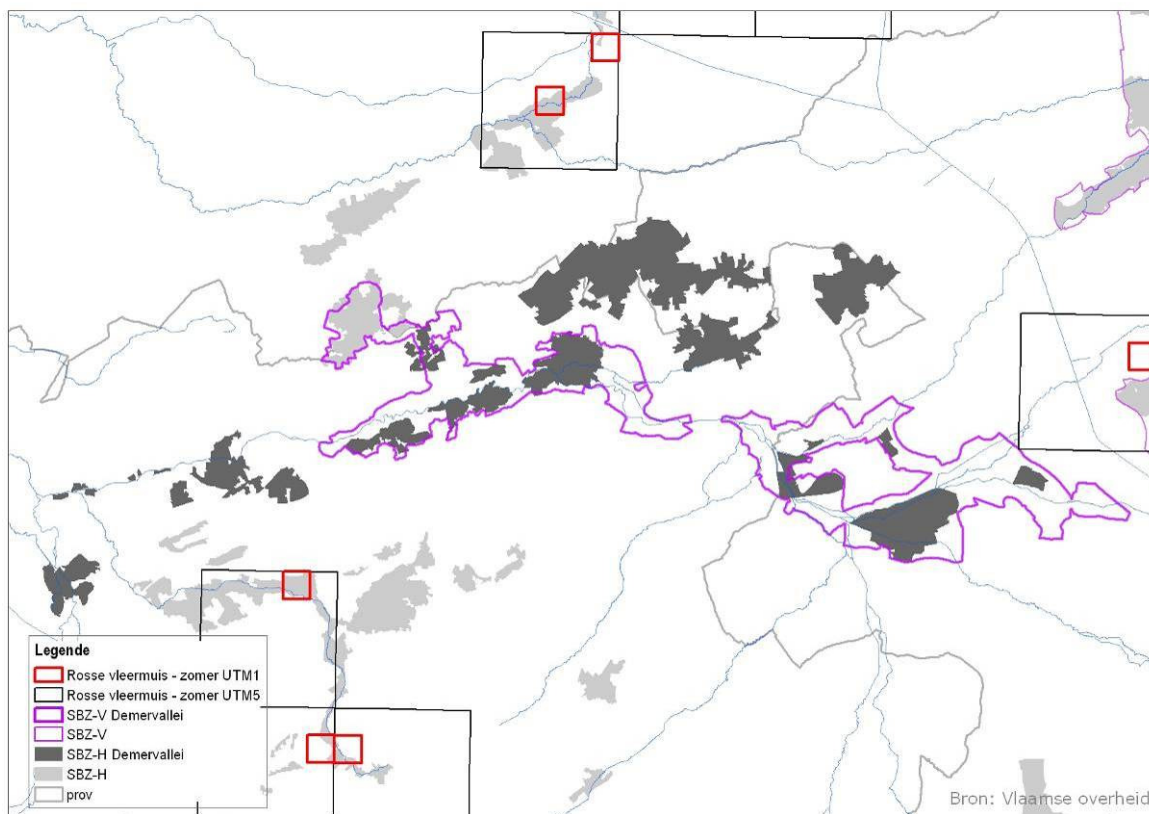 Legende
Rosse vleermuis - zomer UTM1
Rosse vleermuis - zomer UTM5
SBZ-V Demervallei
SBZ-V
SBZ-H Demervallei
SBZ-H
prov
Bron: Vlaamse overheid